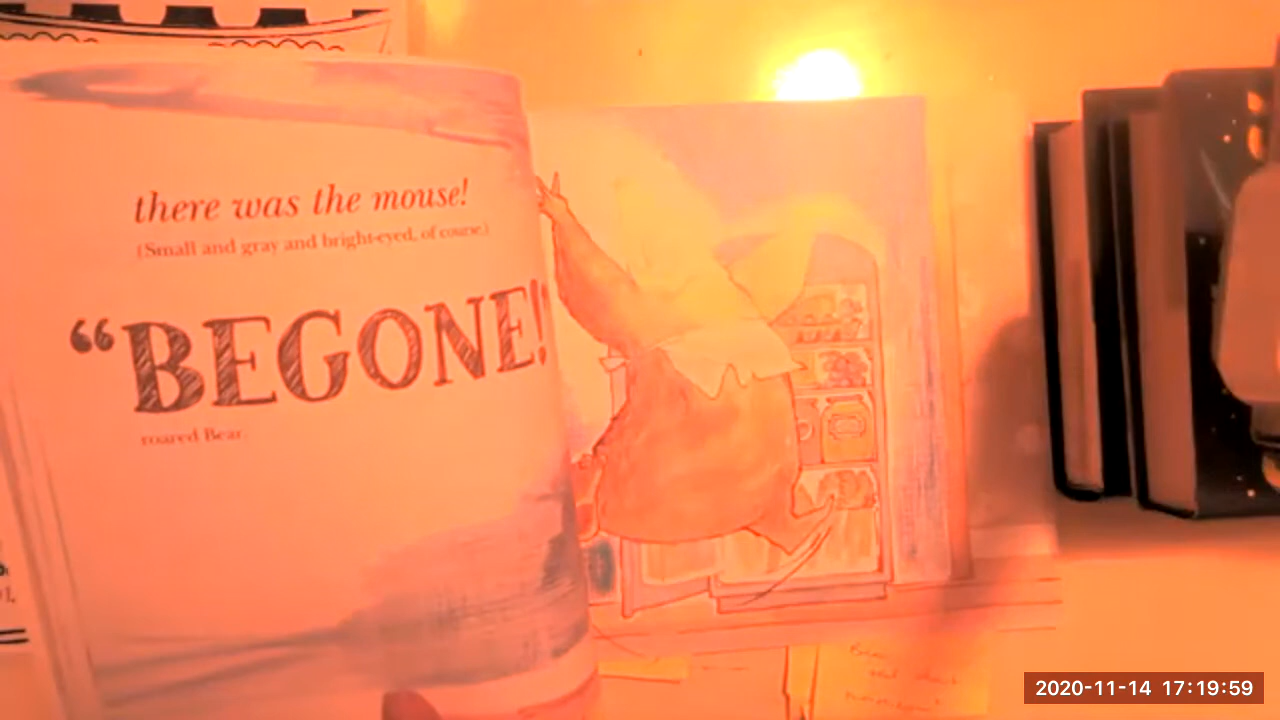 there was the mouse!
(Small and gray and bright-eyed, of course.)
“BEGONE!”
roared Bear.
2020-11-14 17:19:59